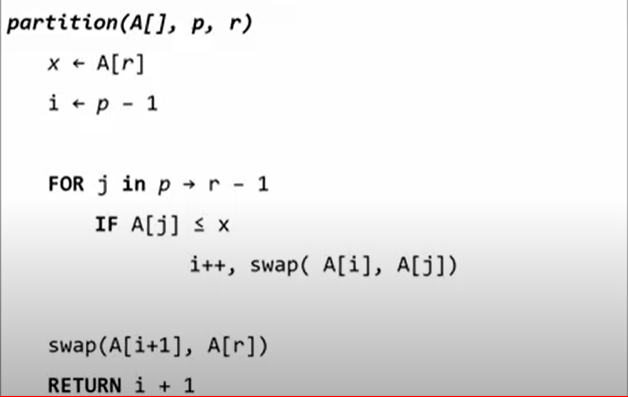 partition(A[], p, r)
x ← A[r]
i ← p - 1
FOR j in p → r - 1
IF A[j] ≤ x
i++, swap( A[i], A[j])
swap(A[i+1], A[r])
RETURN i + 1